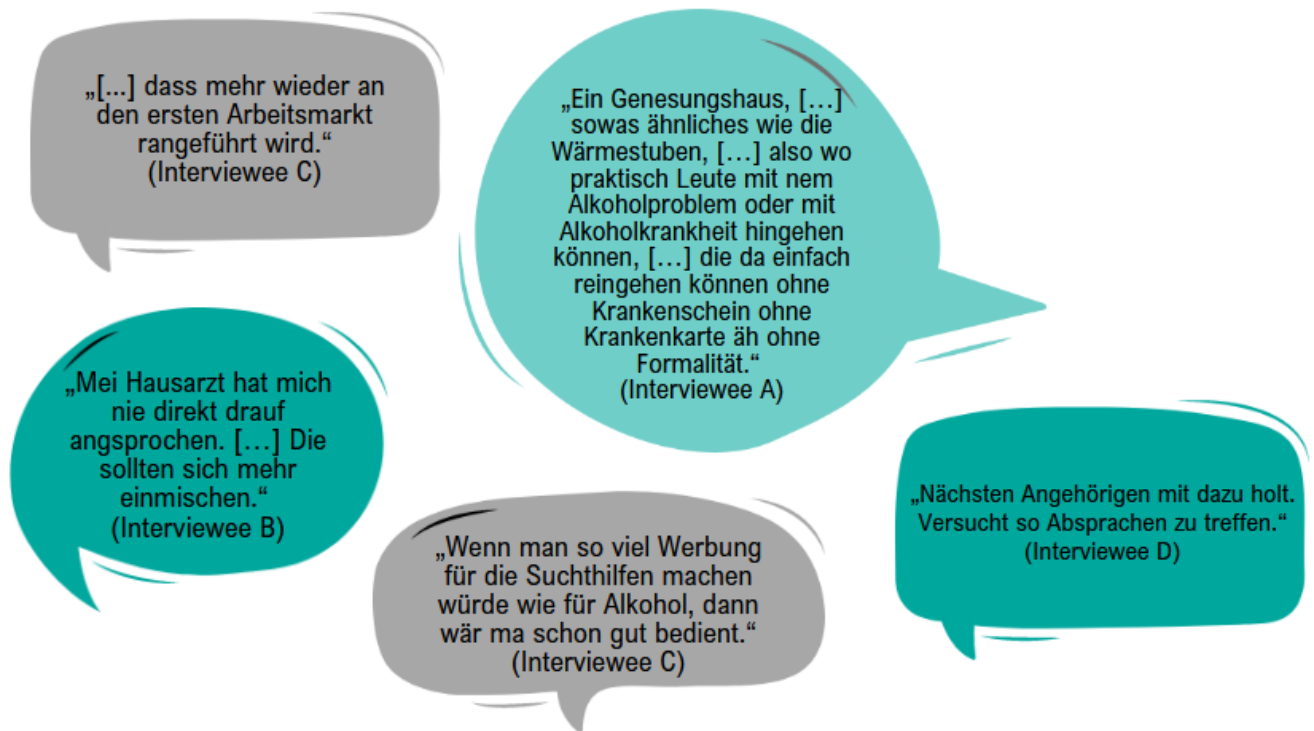 „[...] dass mehr wieder an
den ersten Arbeitsmarkt
rangeführt wird.“
(Interviewee C)
„Ein Genesungshaus, […]
sowas ähnliches wie die
Wärmestuben, […] also wo
praktisch Leute mit nem
Alkoholproblem oder mit
Alkoholkrankheit hingehen
können, […] die da einfach
reingehen können ohne
Krankenschein ohne
Krankenkarte äh ohne
Formalität.“
(Interviewee A)
„Mei Hausarzt hat mich
nie direkt drauf
angsprochen. […] Die
sollten sich mehr
einmischen.“
(Interviewee B)
„Wenn man so viel Werbung
für die Suchthilfen machen
würde wie für Alkohol, dann
wär ma schon gut bedient.“
(Interviewee C)
„Nächsten Angehörigen mit dazu holt.
Versucht so Absprachen zu treffen.“
(Interviewee D)